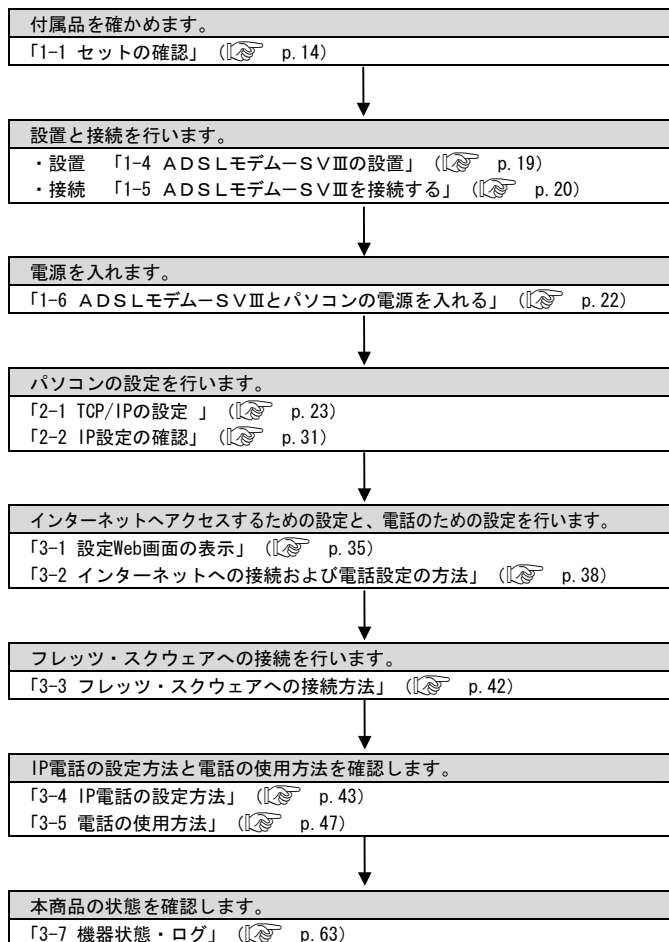 付属品を確かめます。
「1-1 セットの確認」 (p.14)
設置と接続を行います。
・設置 「1-4 ADSLモデム－SVⅢの設置」 (p.19)
・接続 「1-5 ADSLモデム－SVⅢを接続する」 (p.20)
電源を入れます。
「1-6 ADSLモデム－SVⅢとパソコンの電源を入れる」 (p.22)
パソコンの設定を行います。
「2-1 TCP/IPの設定 」 (p.23)
「2-2 IP設定の確認」 (p.31)
インターネットへアクセスするための設定と、電話のための設定を行います。
「3-1 設定Web画面の表示」 (p.35)
「3-2 インターネットへの接続および電話設定の方法」 (p.38)
フレッツ・スクウェアへの接続を行います。
「3-3 フレッツ・スクウェアへの接続方法」 (p.42)
IP電話の設定方法と電話の使用方法を確認します。
「3-4 IP電話の設定方法」 (p.43)
「3-5 電話の使用方法」 (p.47)
本商品の状態を確認します。
「3-7 機器状態・ログ」 (p.63)